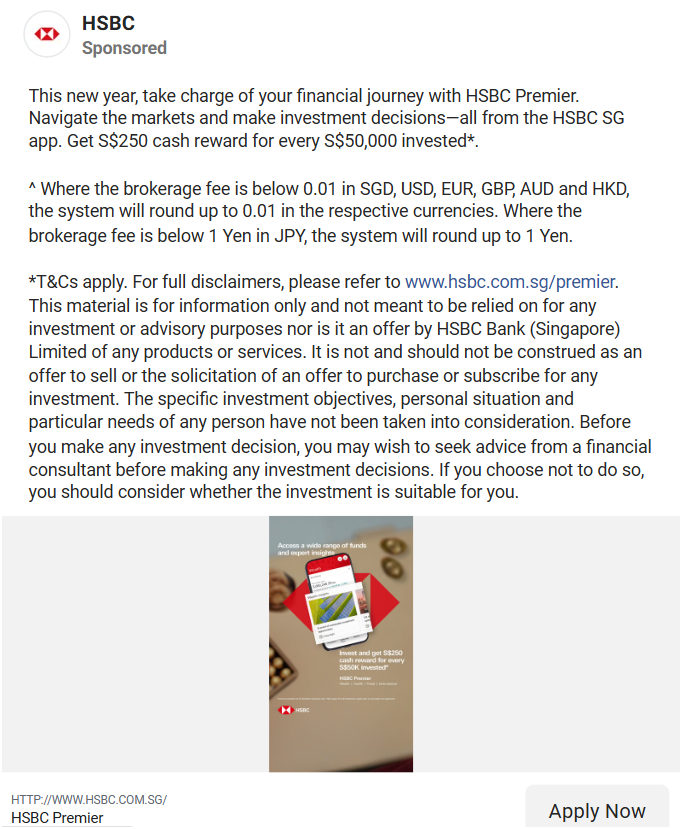 HSBC
Sponsored
This new year, take charge of your financial journey with HSBC Premier.
Navigate the markets and make investment decisions—all from the HSBC SG
app. Get S$250 cash reward for every S$50,000 invested*.
^ Where the brokerage fee is below 0.01 in SGD, USD, EUR, GBP, AUD and HKD,
the system will round up to 0.01 in the respective currencies. Where the
brokerage fee is below 1 Yen in JPY, the system will round up to 1 Yen.
*T&Cs apply. For full disclaimers, please refer to www.hsbc.com.sg/premier.
This material is for information only and not meant to be relied on for any
investment or advisory purposes nor is it an offer by HSBC Bank (Singapore)
Limited of any products or services. It is not and should not be construed as an
offer to sell or the solicitation of an offer to purchase or subscribe for any
investment. The specific investment objectives, personal situation and
particular needs of any person have not been taken into consideration. Before
you make any investment decision, you may wish to seek advice from a financial
consultant before making any investment decisions. If you choose not to do so,
you should consider whether the investment is suitable for you.
Access a wide range of funds
and expert insights
Invest and get S$250
cash reward for every
S$50K invested*
HSBC Premier
HSBC
HTTP://WWW.HSBC.COM.SG/
HSBC Premier
Apply Now